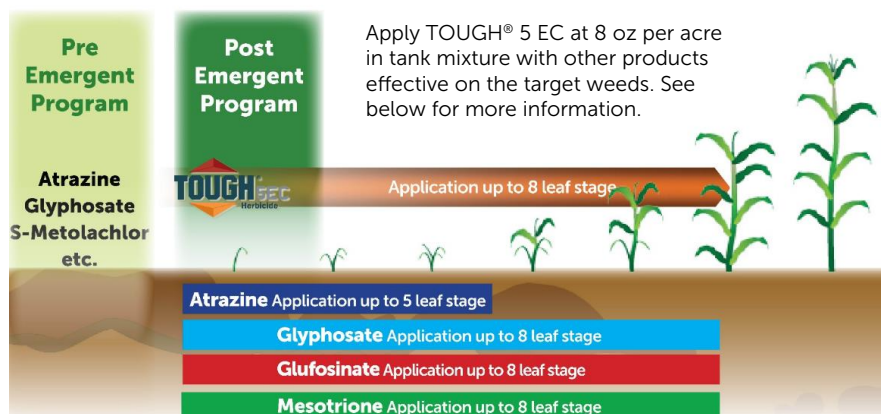 Pre
Emergent
Program
Post
Emergent
Program
Apply TOUGH® 5 EC at 8 oz per acre
in tank mixture with other products
effective on the target weeds. See
below for more information.
Atrazine
Glyphosate
S-Metolachlor
etc.
TOUGH® 5EC
Herbicide
Application up to 8 leaf stage
Atrazine Application up to 5 leaf stage
Glyphosate Application up to 8 leaf stage
Glufosinate Application up to 8 leaf stage
Mesotrione Application up to 8 leaf stage